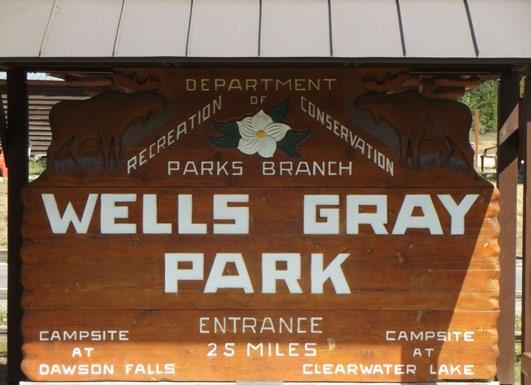 DEPARTMENT
OF
RECREATION CONSERVATION
PARKS BRANCH
WELLS GRAY
PARK
ENTRANCE
25 MILES
CAMPSITE
AT
DAWSON FALLS
CAMPSITE
AT
CLEARWATER LAKE